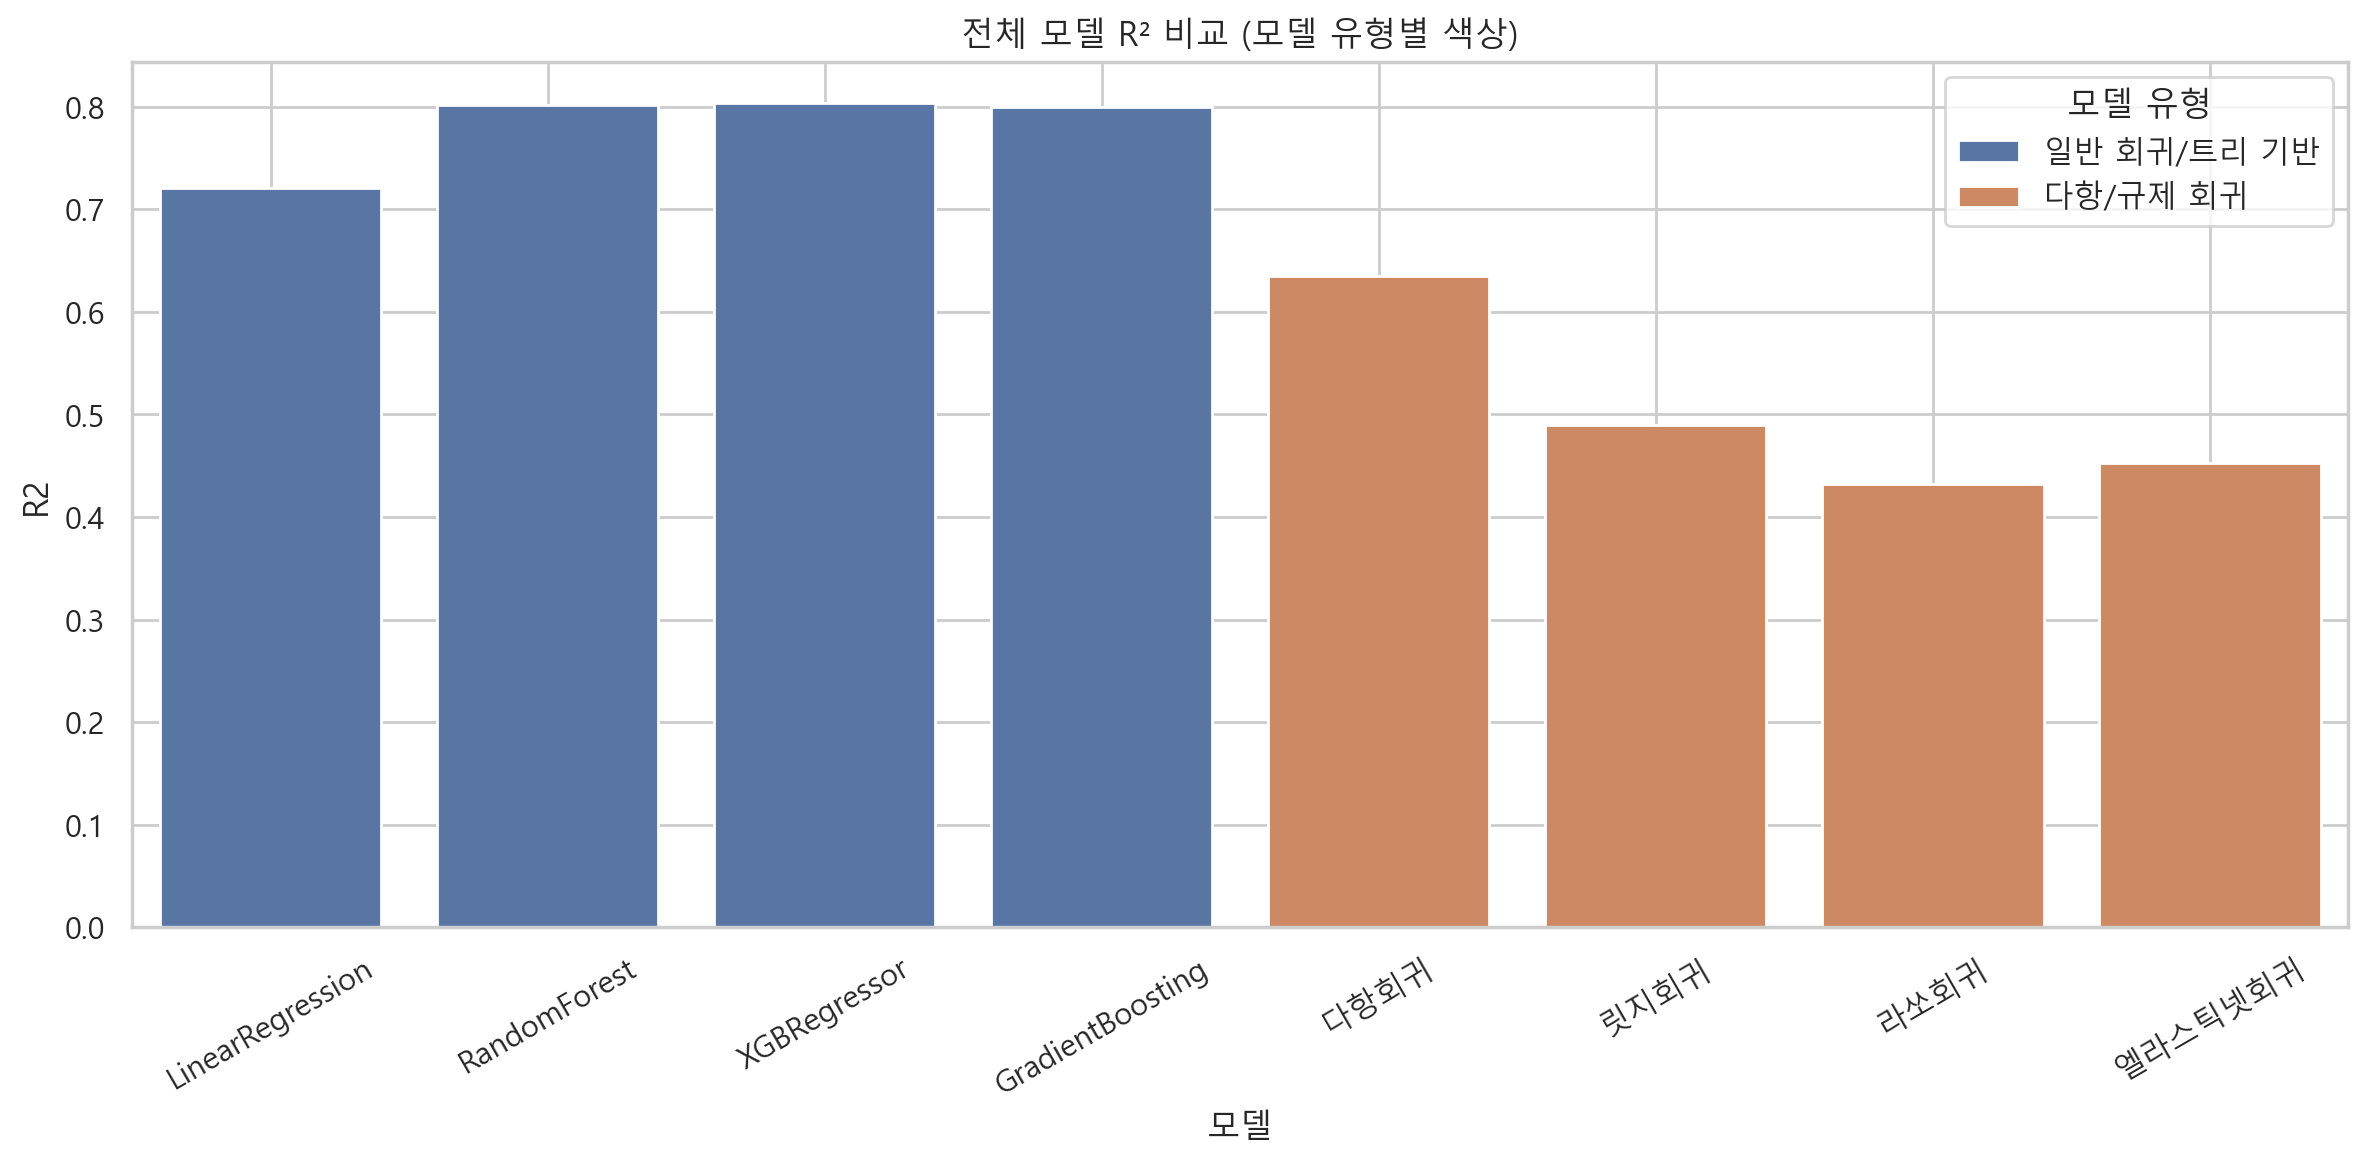 전체 모델 R² 비교 (모델 유형별 색상)
모델 유형
일반 회귀/트리 기반
다항/규제 회귀
R2
0.8
0.7
0.6
0.5
0.4
0.3
0.2
0.1
0.0
LinearRegression
RandomForest
XGBRegressor
GradientBoosting
다항회귀
릿지회귀
라쏘회귀
엘라스틱넷회귀
모델